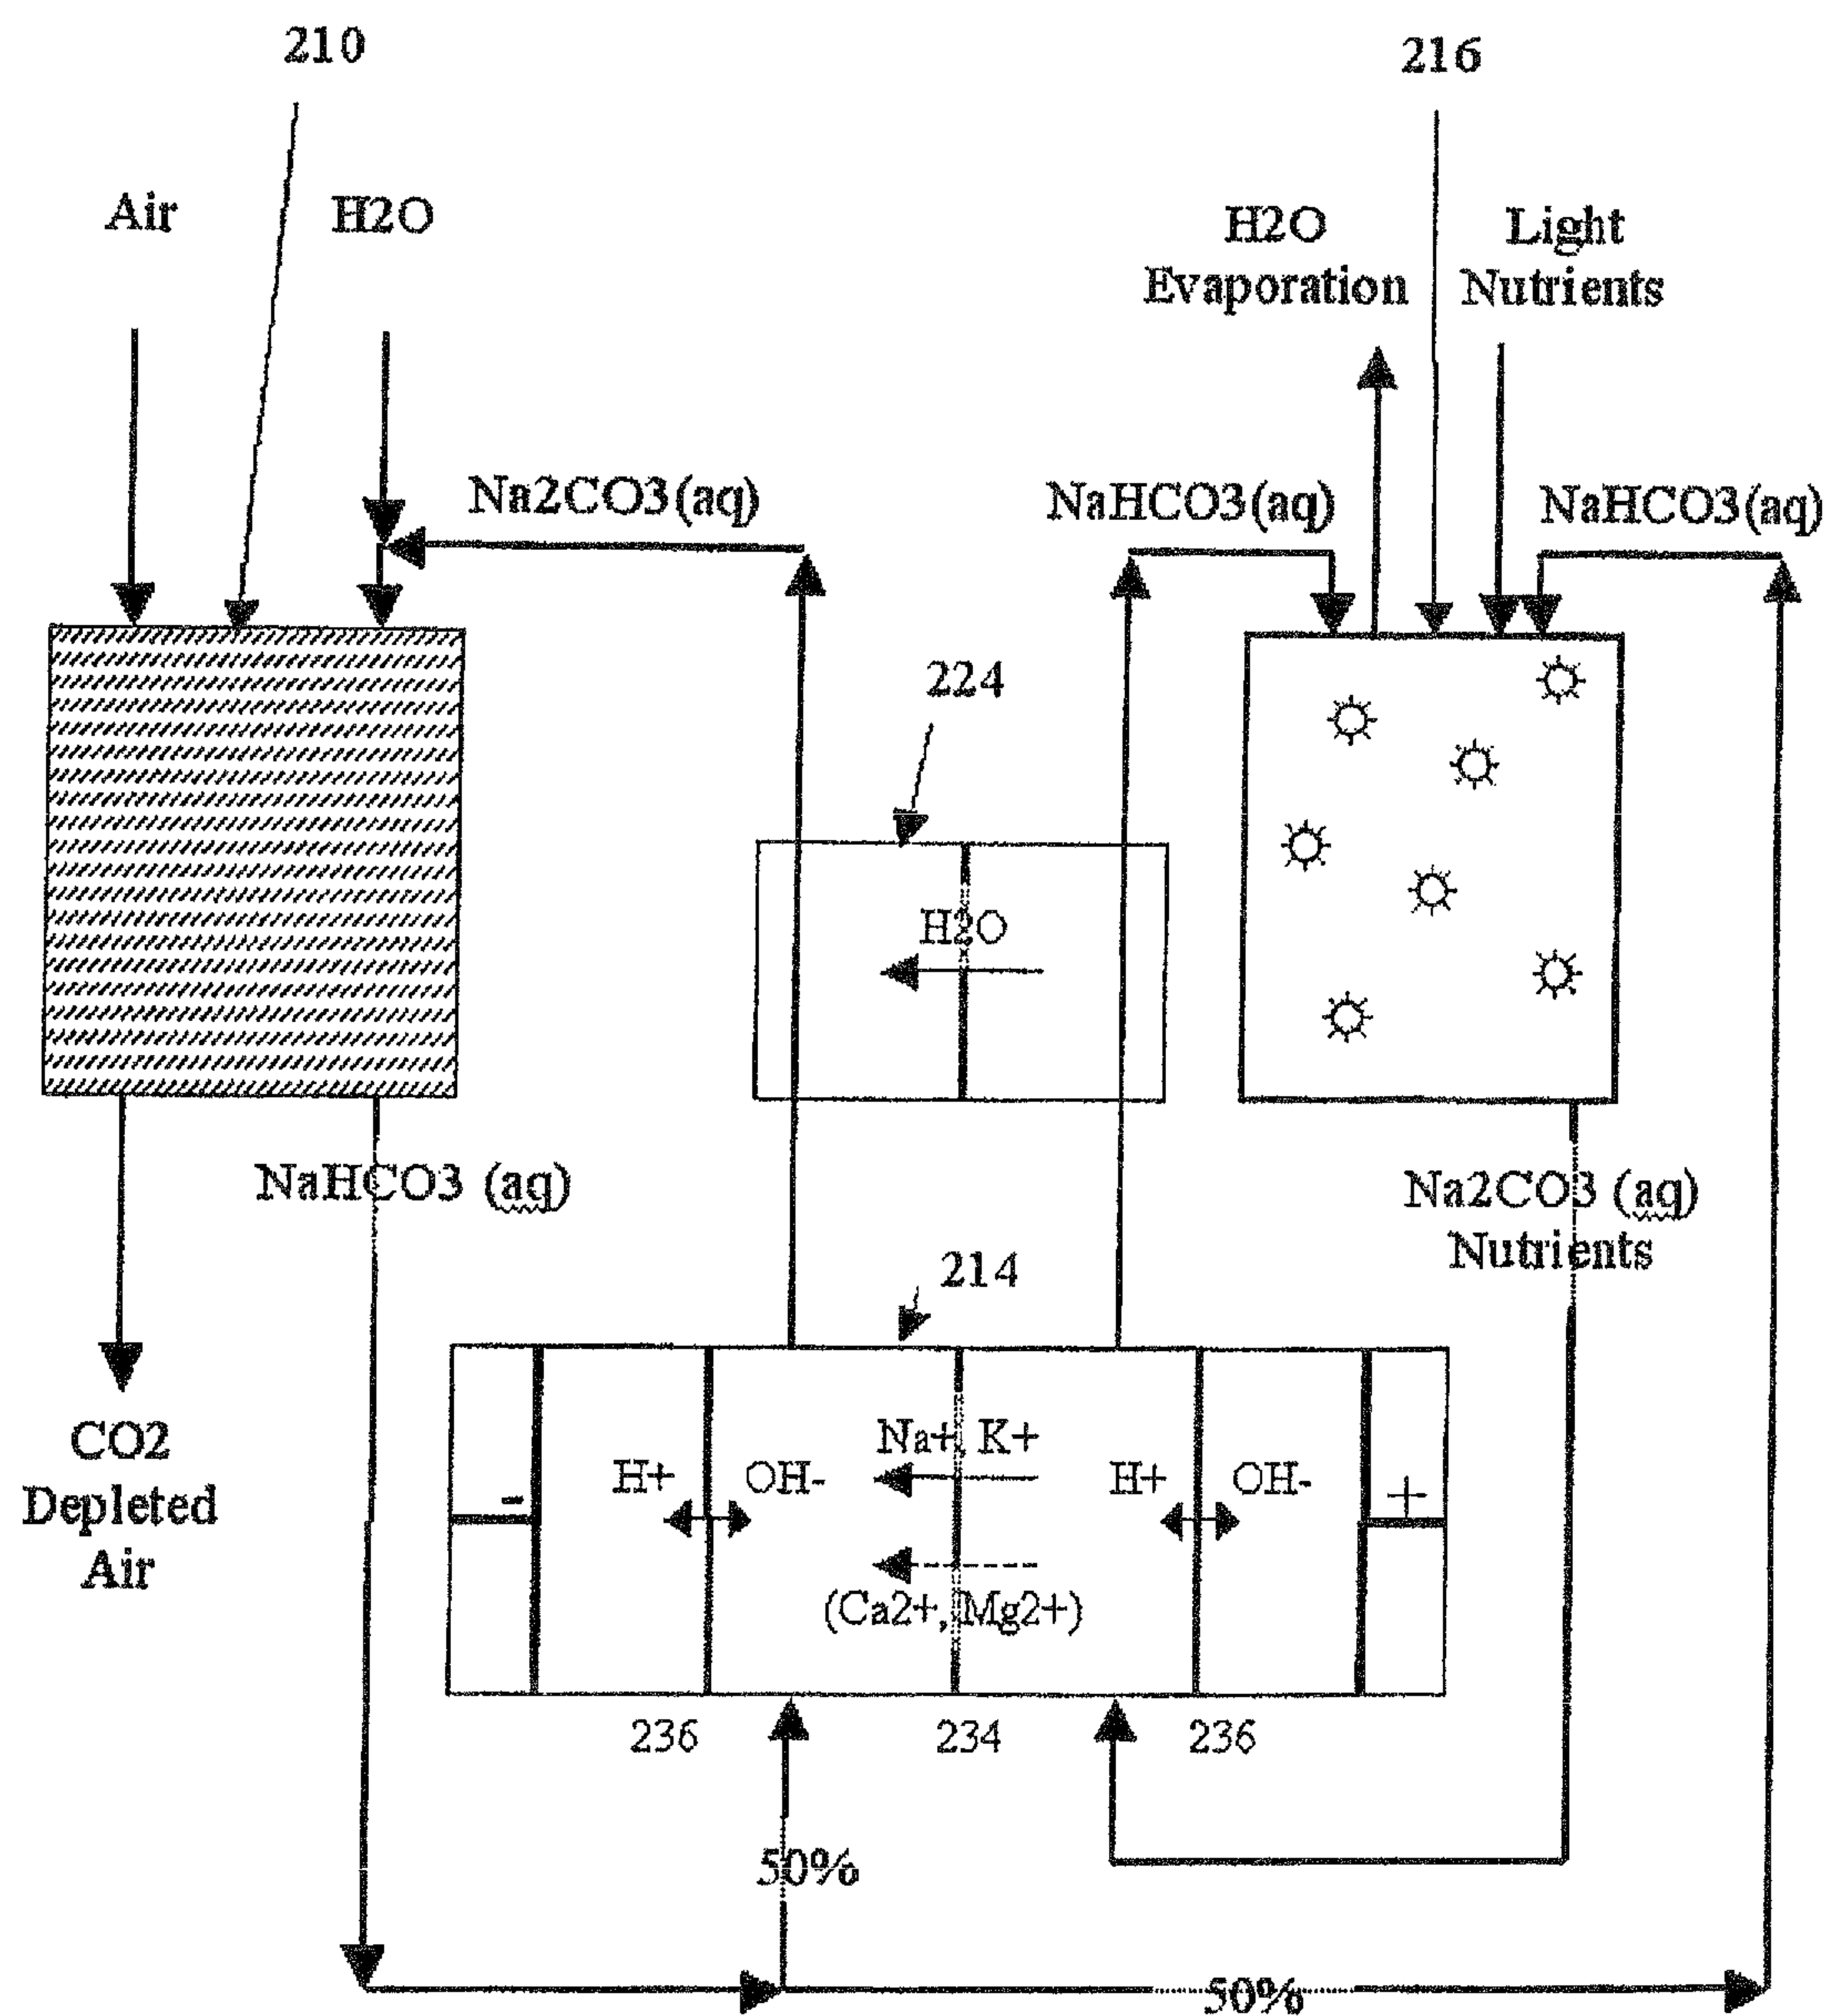 210
216
Air
H2O
H2O
Evaporation
Light
Nutrients
Na2CO3(aq)
NaHCO3(aq)
NaHCO3(aq)
224
H2O
NaHCO3 (aq)
Na2CO3 (aq)
Nutrients
214
CO2
Depleted
Air
-
H+
OH-
Na+, K+
H+
OH-
+
(Ca2+, Mg2+)
236
234
236
50%
50%